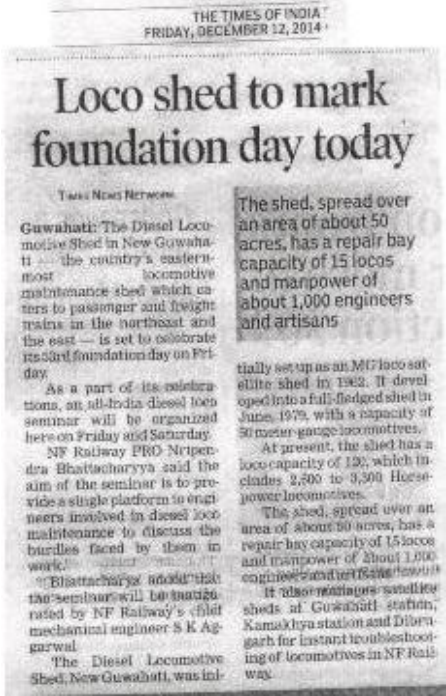 THE TIMES OF INDIA
FRIDAY, DECEMBER 12, 2014
Loco shed to mark
foundation day today
TIMES NEWS NETWORK
Guwahati: The Diesel Loco-
motive Shed in New Guwaha-
ti — the country's eastern-
most locomotive
maintenance shed which ca-
ters to passenger and freight
trains in the northeast and
the east — is set to celebrate
its 53rd foundation day on Fri-
day.
As a part of its celebra-
tions, an all-India diesel loco
seminar will be organized
here on Friday and Saturday.
NF Railway PRO Nripen-
dra Bhattacharyya said the
aim of the seminar is to pro-
vide a single platform to engi-
neers involved in diesel loco
maintenance to discuss the
hurdles faced by them in
work.
Bhattacharya added that
the seminar will be inaugu-
rated by NF Railway's chief
mechanical engineer S K Ag-
garwal.
The Diesel Locomotive
Shed, New Guwahati, was ini-
The shed, spread over
an area of about 50
acres, has a repair bay
capacity of 15 locos
and manpower of
about 1,000 engineers
and artisans
tially set up as an MG loco sat-
ellite shed in 1962. It devel-
oped into a full-fledged shed in
June, 1979, with a capacity of
50 meter-gauge locomotives.
At present, the shed has a
loco capacity of 120, which in-
cludes 2,600 to 3,300 Horse-
power locomotives.
The shed, spread over an
area of about 50 acres, has a
repair bay capacity of 15 locos
and manpower of about 1,000
engineers and artisans
It also manages satellite
sheds at Guwahati station,
Kamakhya station and Dibru-
garh for instant troubleshoot-
ing of locomotives in NF Rail-
way.